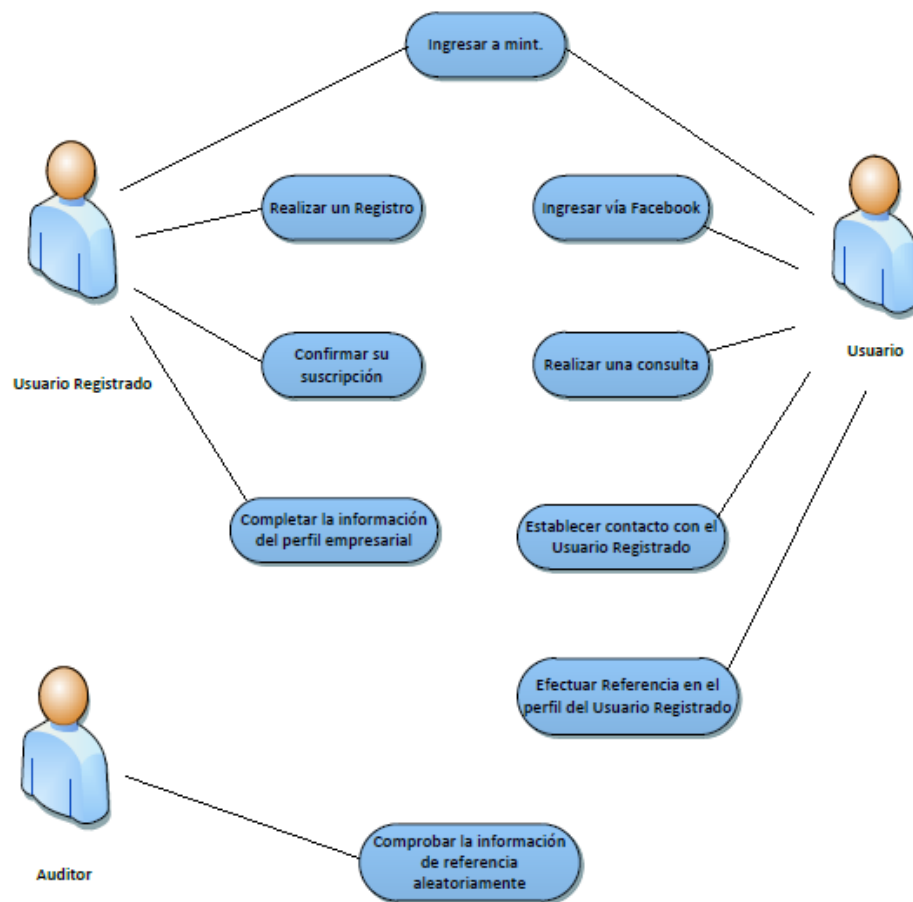 Ingresar a mint.
Realizar un Registro
Ingresar vía Facebook
Confirmar su
suscripción
Realizar una consulta
Usuario
Usuario Registrado
Completar la información
del perfil empresarial
Establecer contacto con el
Usuario Registrado
Efectuar Referencia en el
perfil del Usuario Registrado
Comprobar la información
de referencia
aleatoriamente
Auditor